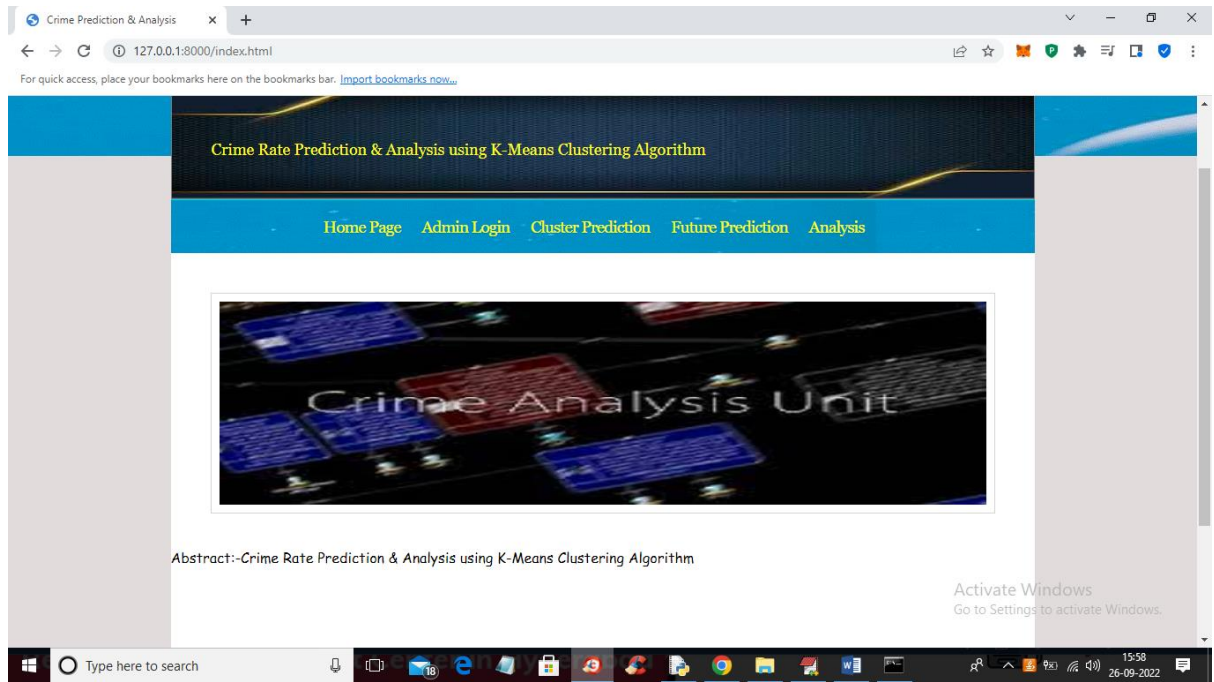 Crime Prediction & Analysis
127.0.0.1:8000/index.html
For quick access, place your bookmarks here on the bookmarks bar. Import bookmarks now...
Crime Rate Prediction & Analysis using K-Means Clustering Algorithm
Home Page Admin Login Cluster Prediction Future Prediction Analysis
Crime Analysis Unit
Abstract:-Crime Rate Prediction & Analysis using K-Means Clustering Algorithm
Activate Windows
Go to Settings to activate Windows.
Type here to search
18
15:58
26-09-2022